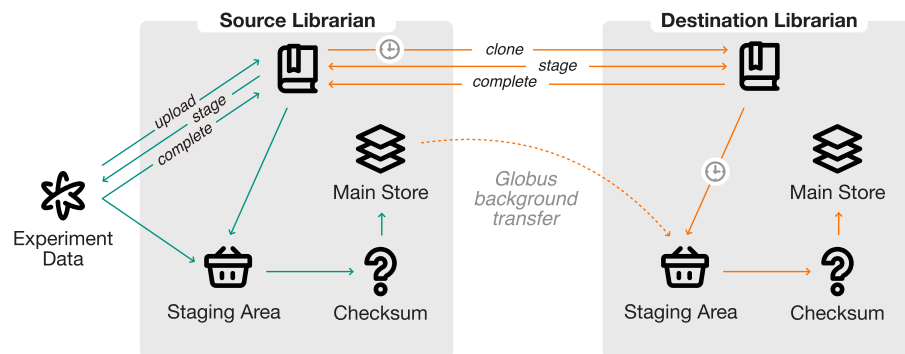 Source Librarian
Destination Librarian
clone
stage
complete
upload
stage
complete
Main Store
Globus
background
transfer
Main Store
Experiment
Data
Staging Area
Checksum
Staging Area
Checksum